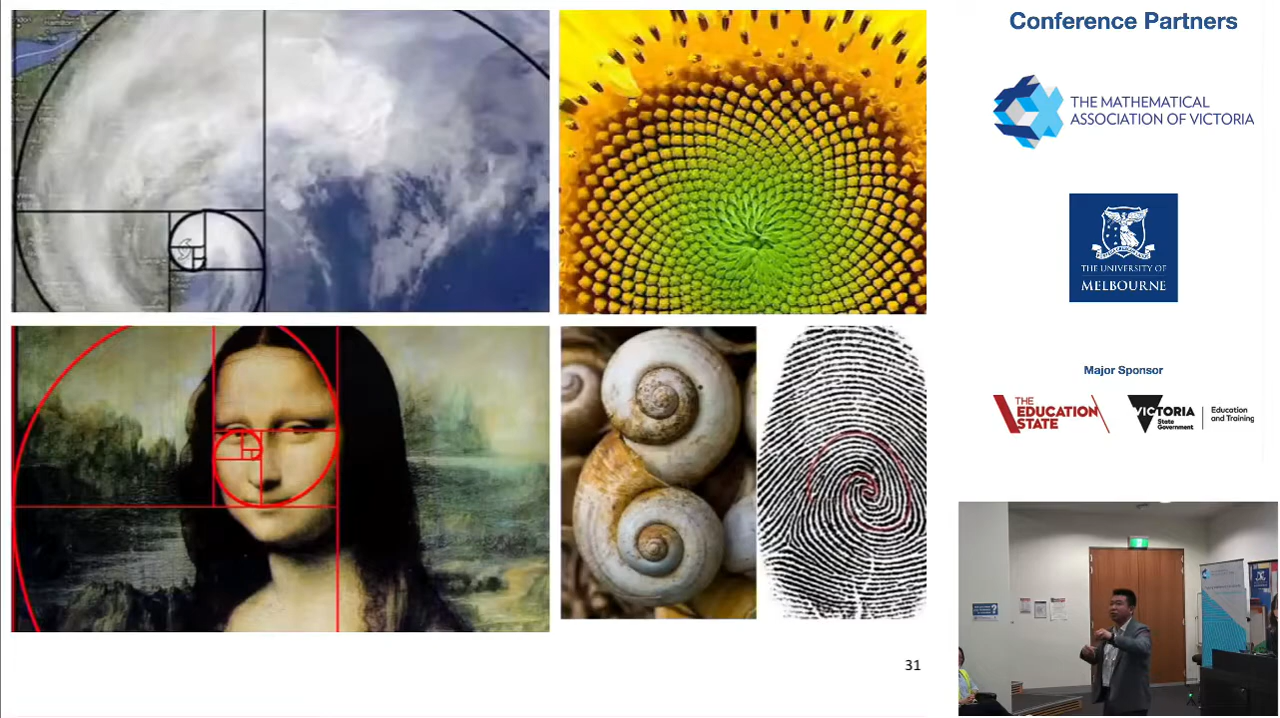 Conference Partners
THE MATHEMATICAL
ASSOCIATION OF VICTORIA
THE UNIVERSITY OF
MELBOURNE
Major Sponsor
THE
EDUCATION
STATE
VICTORIA
State
Government
Education
and Training
31